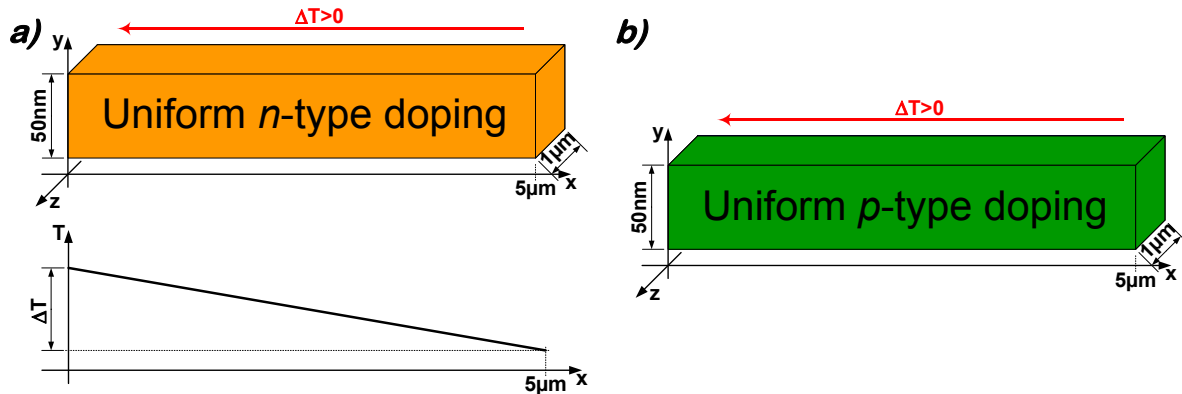 a)
ΔT>0
y
50nm
Uniform n-type doping
1µm
5µm
x
z
T
ΔT
5µm
x
b)
ΔT>0
y
50nm
Uniform p-type doping
1µm
5µm
x
z